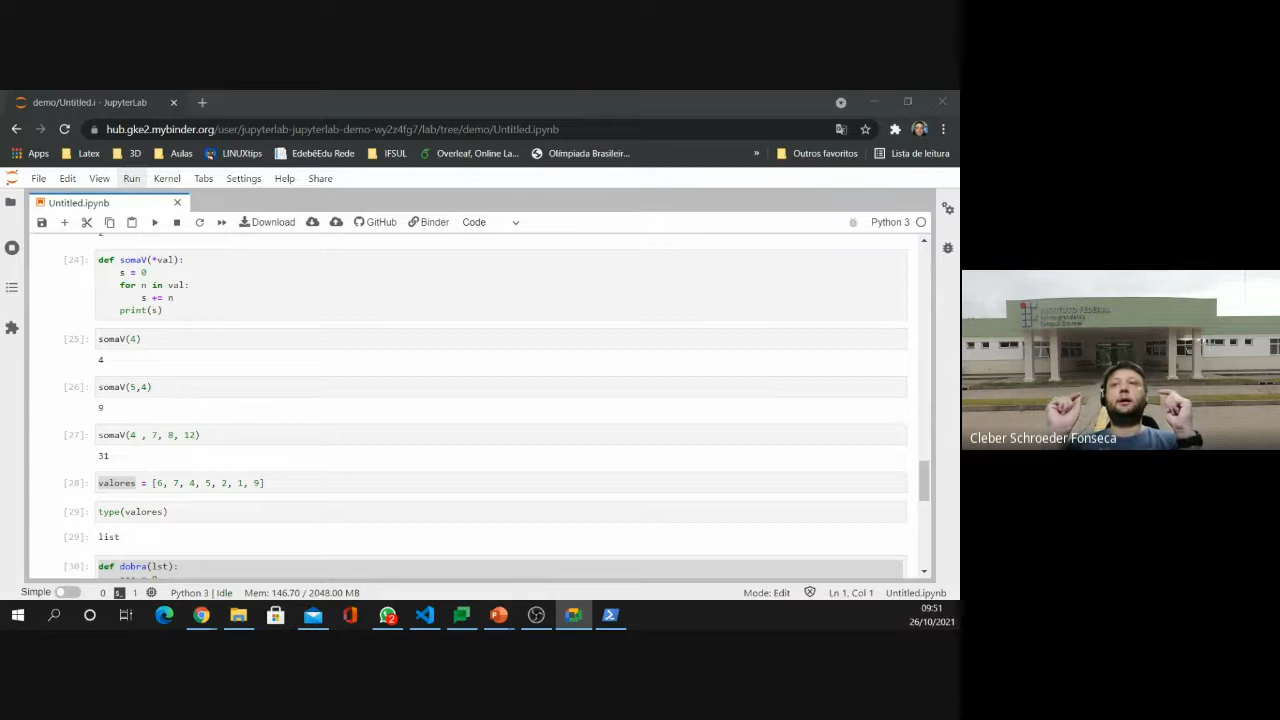 demo/Untitled.i - JupyterLab
hub.gke2.mybinder.org/user/jupyterlab-jupyterlab-demo-wy2z4fg7/lab/tree/demo/Untitled.ipynb
Apps Latex 3D Aulas LINUXtips EdebêEdu Rede IFSUL Overleaf, Online La... Olímpiada Brasileir... » Outros favoritos Lista de leitura
File Edit View Run Kernel Tabs Settings Help Share
Untitled.ipynb
Download GitHub Binder Code Python 3
[24]: def somaV(*val):
s = 0
for n in val:
s += n
print(s)
[25]: somaV(4)
4
[26]: somaV(5,4)
9
[27]: somaV(4 , 7, 8, 12)
31
[28]: valores = [6, 7, 4, 5, 2, 1, 9]
[29]: type(valores)
[29]: list
[30]: def dobra(lst):
Simple 0 1 Python 3 | Idle Mem: 146.70 / 2048.00 MB Mode: Edit Ln 1, Col 1 Untitled.ipynb
2
09:51
26/10/2021
INSTITUTO FEDERAL
Cleber Schroeder Fonseca